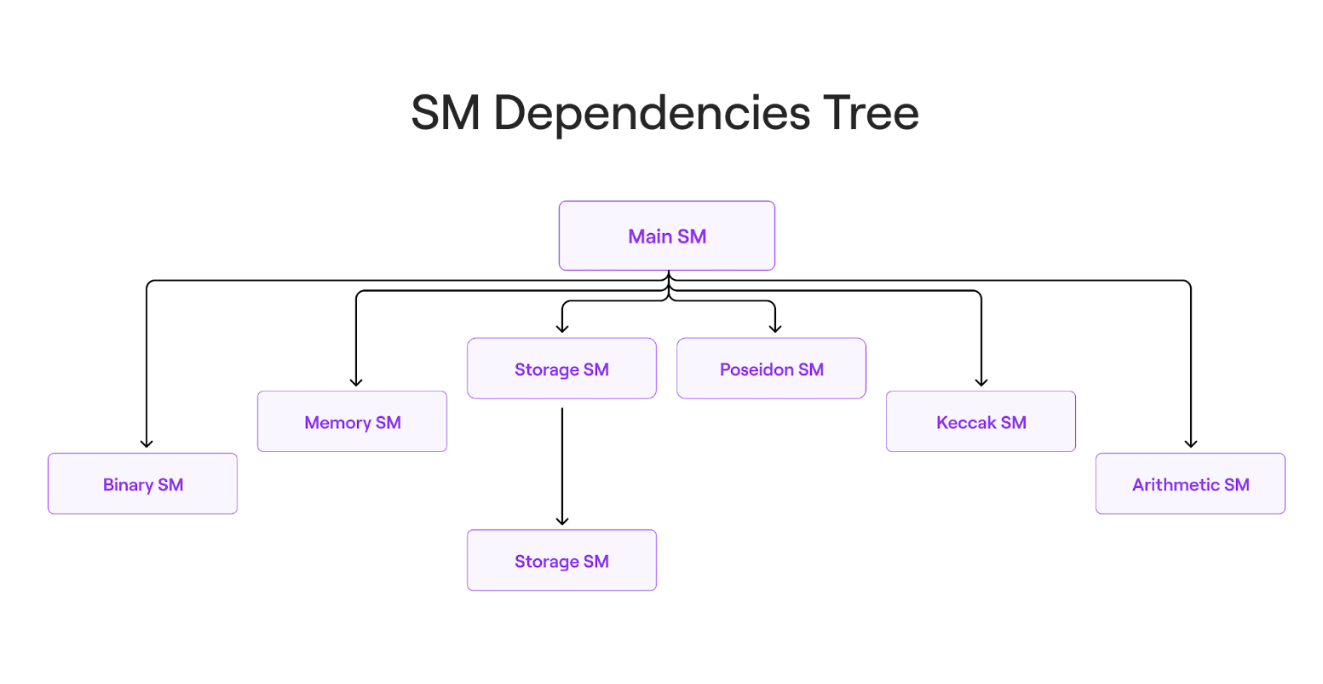 SM Dependencies Tree
Main SM
Storage SM
Poseidon SM
Memory SM
Keccak SM
Binary SM
Arithmetic SM
Storage SM